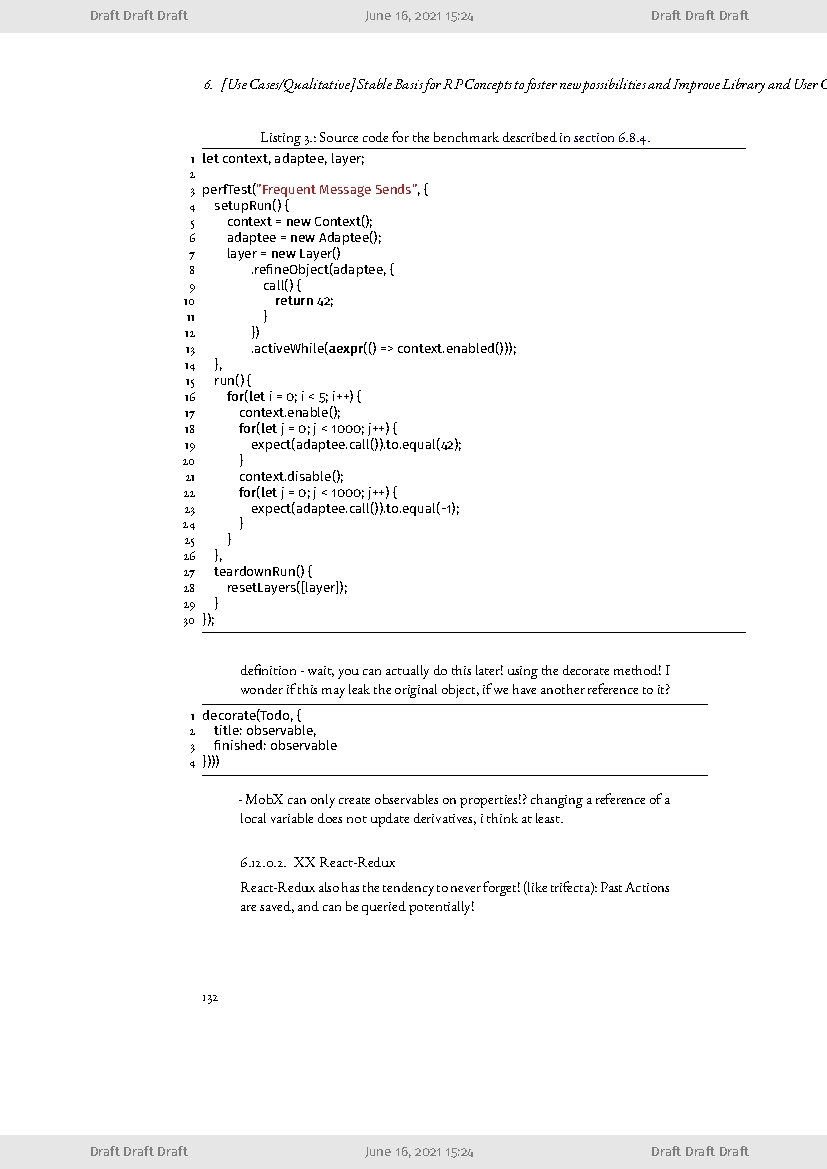 Draft Draft Draft June 16, 2021 15:24 Draft Draft Draft
6. [Use Cases/Qualitative] Stable Basis for RP Concepts to foster new possibilities and Improve Library and User
Listing 3.: Source code for the benchmark described in section 6.8.4.
1 let context, adaptee, layer;
2
3 perfTest("Frequent Message Sends", {
4 setupRun() {
5 context = new Context();
6 adaptee = new Adaptee();
7 layer = new Layer()
8 .refineObject(adaptee, {
9 call() {
10 return 42;
11 }
12 })
13 .activeWhile(aexpr(() => context.enabled()));
14 },
15 run() {
16 for(let i = 0; i < 5; i++) {
17 context.enable();
18 for(let j = 0; j < 1000; j++) {
19 expect(adaptee.call()).to.equal(42);
20 }
21 context.disable();
22 for(let j = 0; j < 1000; j++) {
23 expect(adaptee.call()).to.equal(-1);
24 }
25 }
26 },
27 teardownRun() {
28 resetLayers([layer]);
29 }
30 });
definition - wait, you can actually do this later! using the decorate method! I
wonder if this may leak the original object, if we have another reference to it?
1 decorate(Todo, {
2 title: observable,
3 finished: observable
4 })))
- MobX can only create observables on properties!? changing a reference of a
local variable does not update derivatives, i think at least.
6.12.0.2. XX React-Redux
React-Redux also has the tendency to never forget! (like trifecta): Past Actions
are saved, and can be queried potentially!
132
Draft Draft Draft June 16, 2021 15:24 Draft Draft Draft